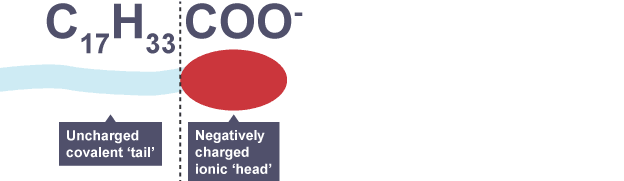 C₁₇H₃₃COO⁻
Uncharged
covalent ‘tail’
Negatively
charged
ionic ‘head’